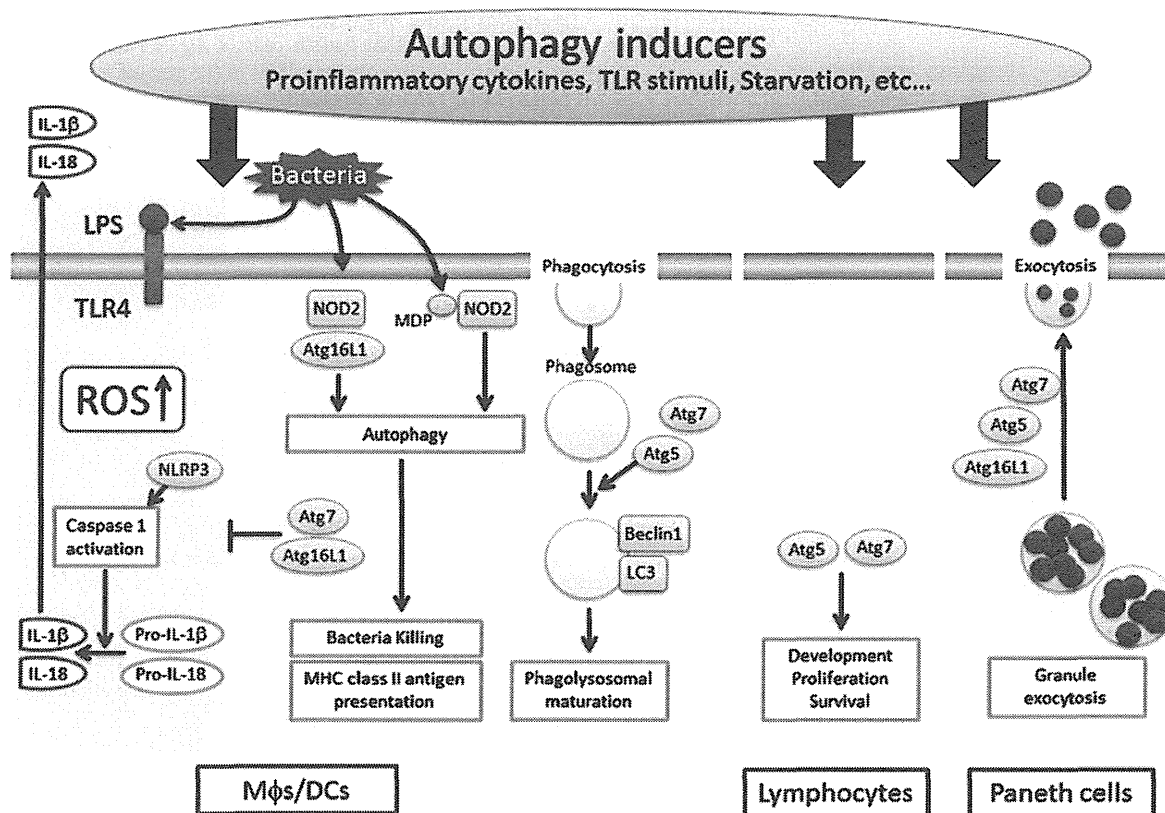 Autophagy inducers
Proinflammatory cytokines, TLR stimuli, Starvation, etc...
IL-1β
IL-18
Bacteria
LPS
TLR4
NOD2
Atg16L1
MDP
NOD2
Autophagy
ROS
NLRP3
Caspase 1
activation
Atg7
Atg16L1
IL-1β
IL-18
Pro-IL-1β
Pro-IL-18
Bacteria Killing
MHC class II antigen
presentation
Phagocytosis
Phagosome
Atg7
Atg5
Beclin1
LC3
Phagolysosomal
maturation
Mϕs/DCs
Atg5
Atg7
Development
Proliferation
Survival
Lymphocytes
Exocytosis
Atg7
Atg5
Atg16L1
Granule
exocytosis
Paneth cells